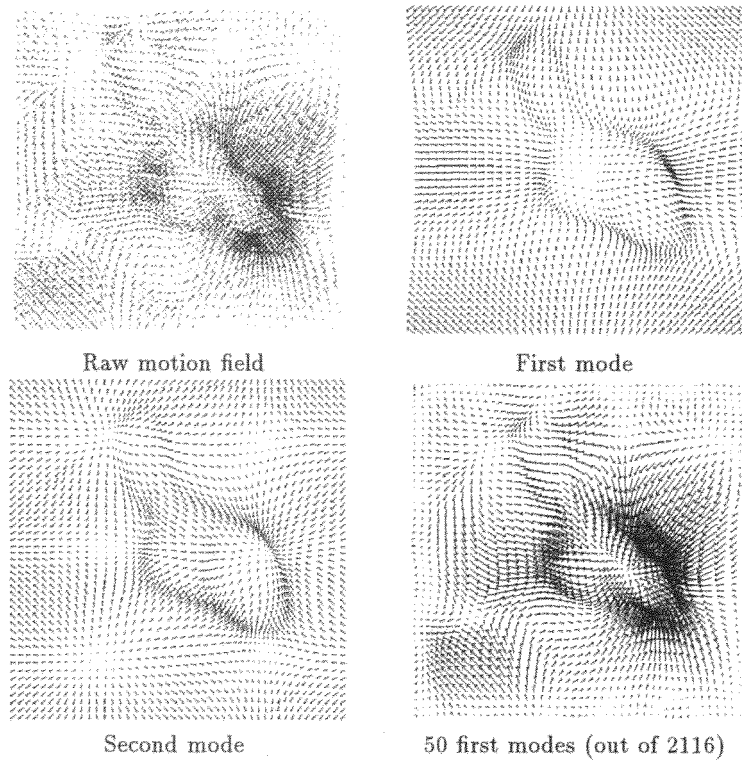 Raw motion field
First mode
Second mode
50 first modes (out of 2116)